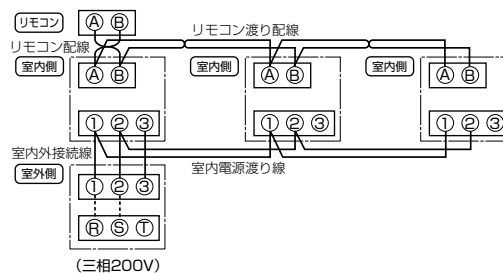 リモコン Ⓐ Ⓑ
リモコン配線 リモコン渡り配線
室内側 室内側 室内側
Ⓐ Ⓑ Ⓐ Ⓑ Ⓐ Ⓑ
① ② ③ ① ② ③ ① ② ③
室内外接続線 室内電源渡り線
室外側
① ② ③
Ⓡ Ⓢ Ⓣ
(三相200V)